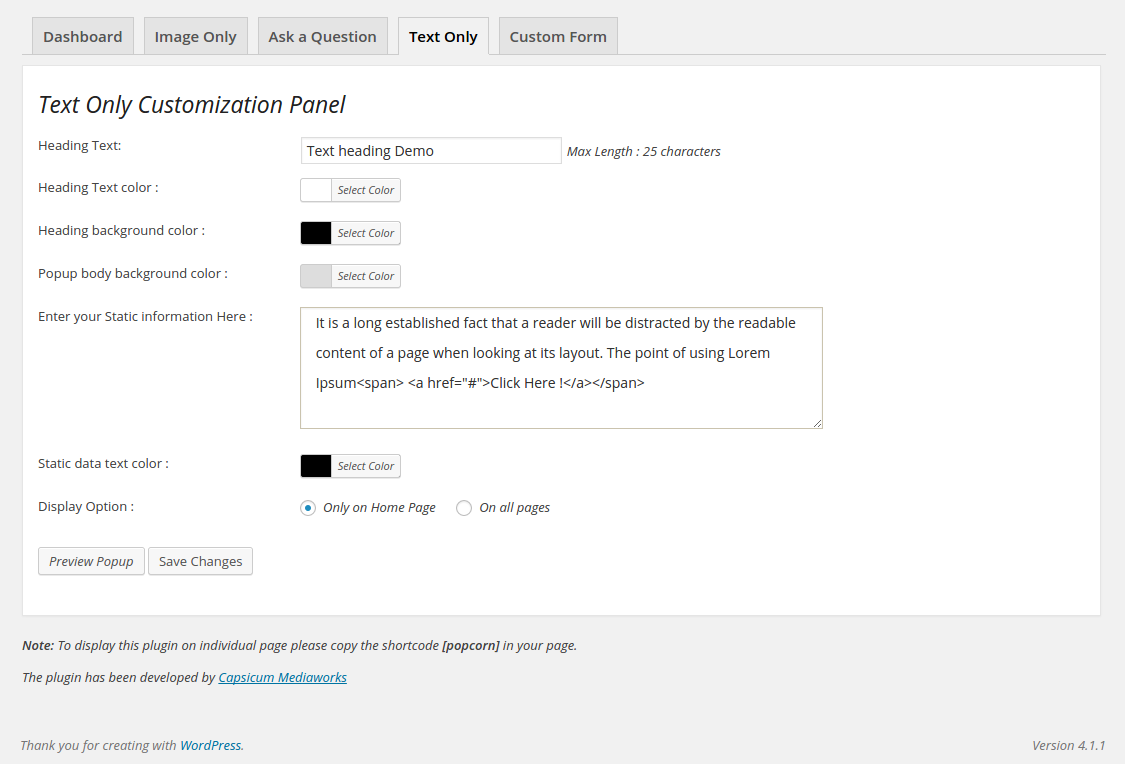 Dashboard Image Only Ask a Question Text Only Custom Form
Text Only Customization Panel
Heading Text: Text heading Demo Max Length : 25 characters
Heading Text color : Select Color
Heading background color : Select Color
Popup body background color : Select Color
Enter your Static information Here : It is a long established fact that a reader will be distracted by the readable
content of a page when looking at its layout. The point of using Lorem
Ipsum<span> <a href="#">Click Here !</a></span>
Static data text color : Select Color
Display Option : Only on Home Page On all pages
Preview Popup Save Changes
Note: To display this plugin on individual page please copy the shortcode [popcorn] in your page.
The plugin has been developed by Capsicum Mediaworks
Thank you for creating with WordPress. Version 4.1.1